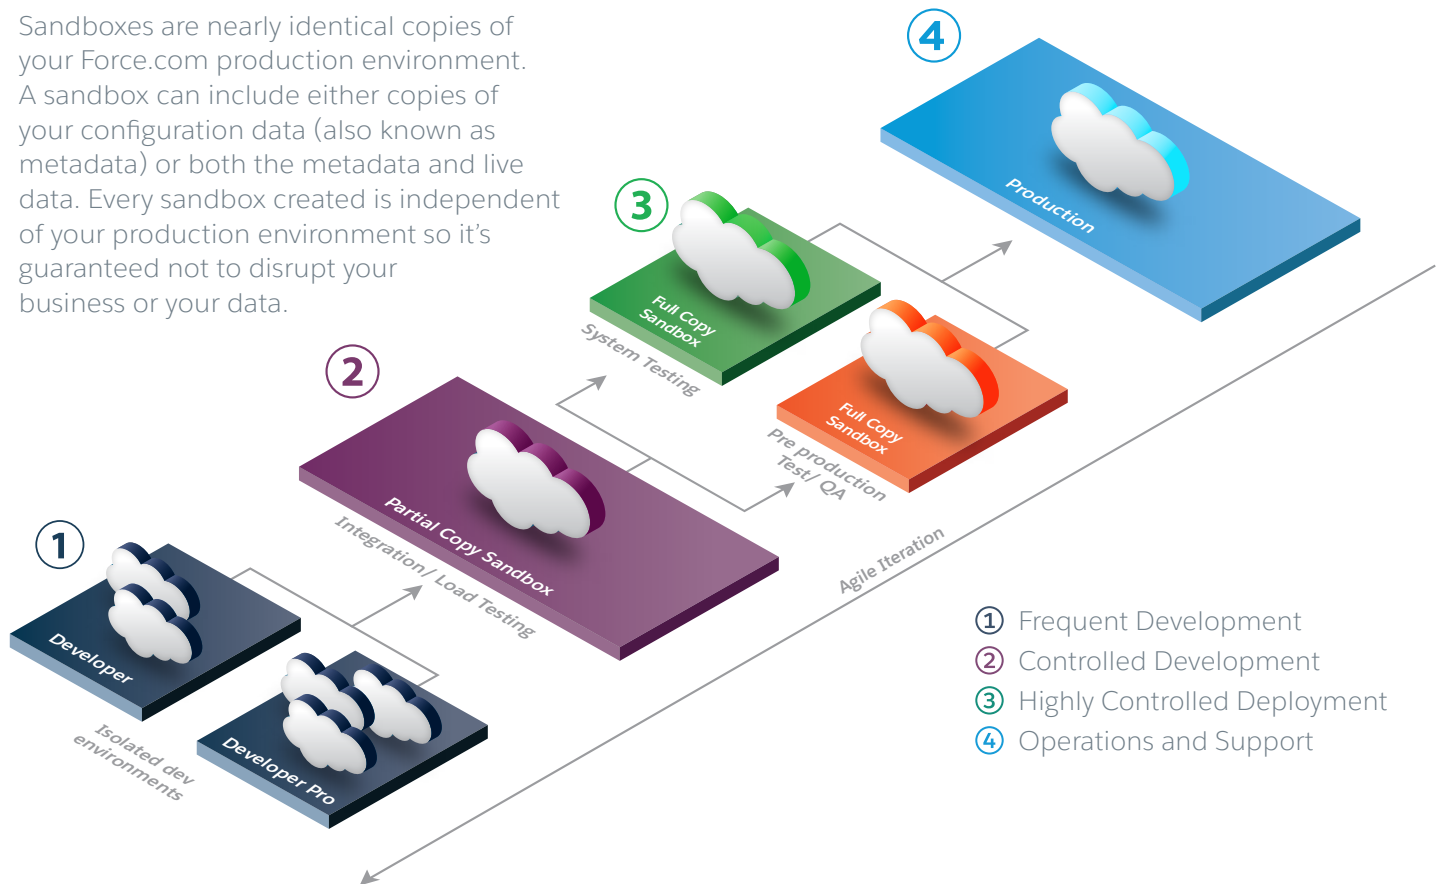 Sandboxes are nearly identical copies of
your Force.com production environment.
A sandbox can include either copies of
your configuration data (also known as
metadata) or both the metadata and live
data. Every sandbox created is independent
of your production environment so it's
guaranteed not to disrupt your
business or your data.
4
Production
3
Full Copy
Sandbox
System Testing
Full Copy
Sandbox
Pre production
Test/ QA
2
Partial Copy Sandbox
Integration/ Load Testing
1
Developer
Developer Pro
Isolated dev
environments
Agile Iteration
1 Frequent Development
2 Controlled Development
3 Highly Controlled Deployment
4 Operations and Support